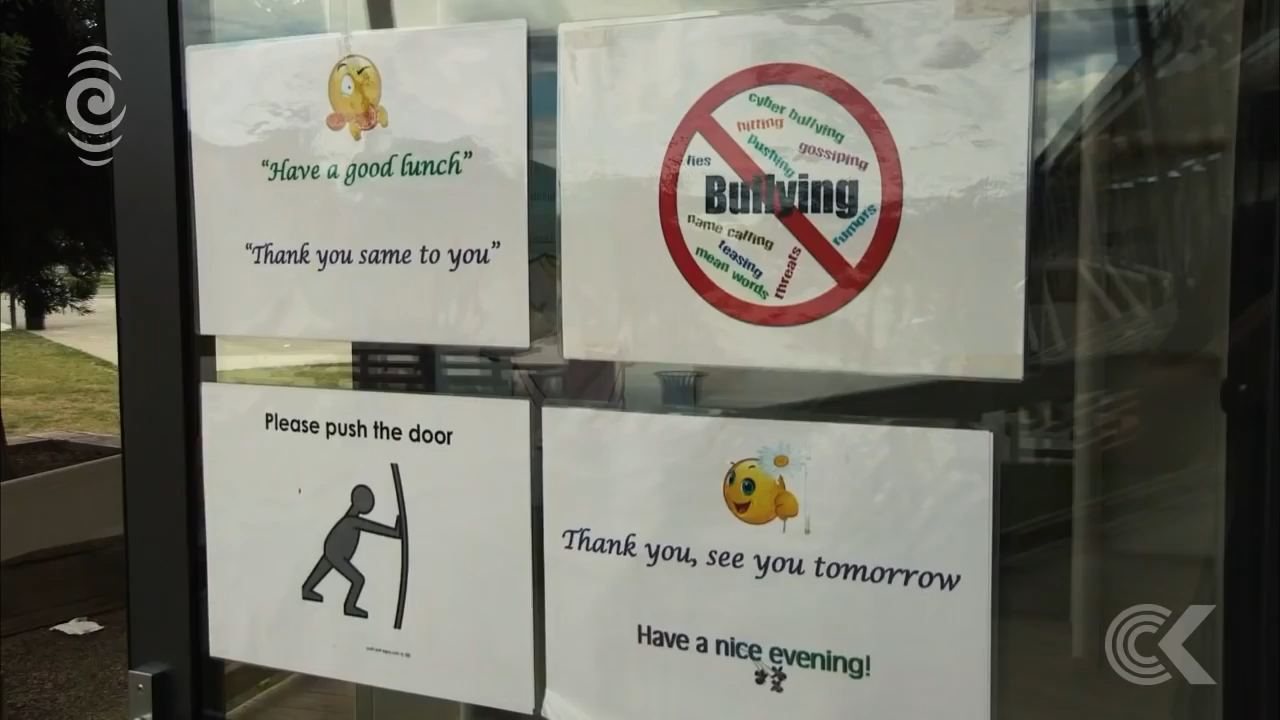 “Have a good lunch”
“Thank you same to you”
cyber bullying
hitting
pushing
gossiping
lies
Bullying
name calling
rumors
teasing
threats
mean words
Please push the door
Thank you, see you tomorrow
Have a nice evening!